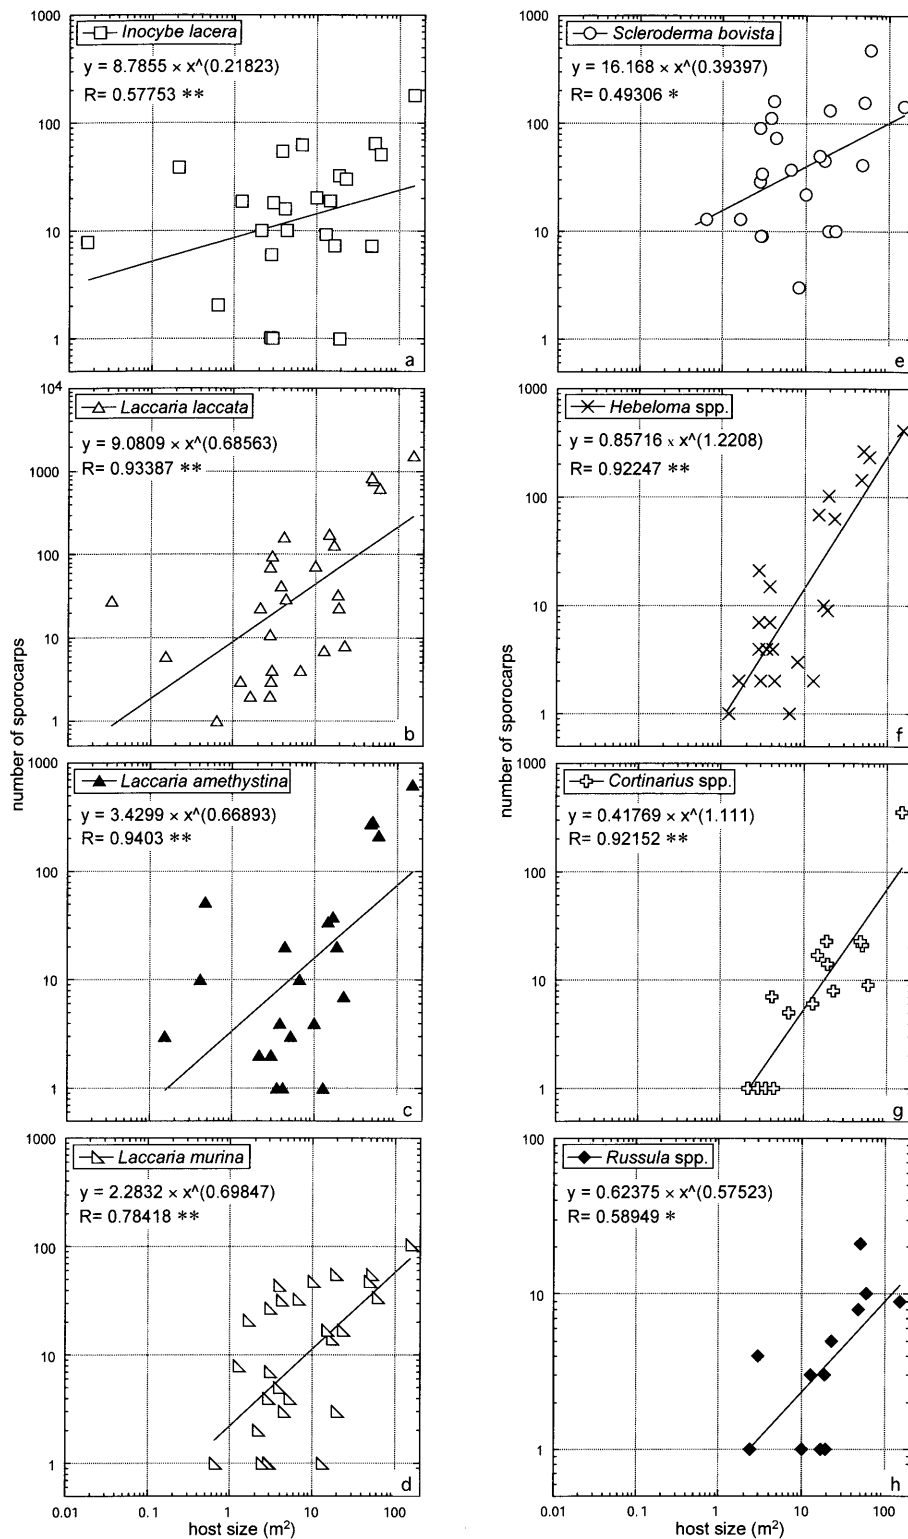 1000
Inocybe lacera
y = 8.7855 × x^(0.21823)
R= 0.57753 **
100
10
1
a
10⁴
Laccaria laccata
y = 9.0809 × x^(0.68563)
R= 0.93387 **
1000
100
10
1
b
number of sporocarps
1000
Laccaria amethystina
y = 3.4299 × x^(0.66893)
R= 0.9403 **
100
10
1
c
1000
Laccaria murina
y = 2.2832 × x^(0.69847)
R= 0.78418 **
100
10
1
d
0.01 0.1 1 10 100
host size (m²)
1000
Scleroderma bovista
y = 16.168 × x^(0.39397)
R= 0.49306 *
100
10
1
e
1000
Hebeloma spp.
y = 0.85716 x x^(1.2208)
R= 0.92247 **
100
10
1
f
number of sporocarps
1000
Cortinarius spp.
y = 0.41769 × x^(1.111)
R= 0.92152 **
100
10
1
g
100
Russula spp.
y = 0.62375 × x^(0.57523)
R= 0.58949 *
10
1
h
0.01 0.1 1 10 100
host size (m²)